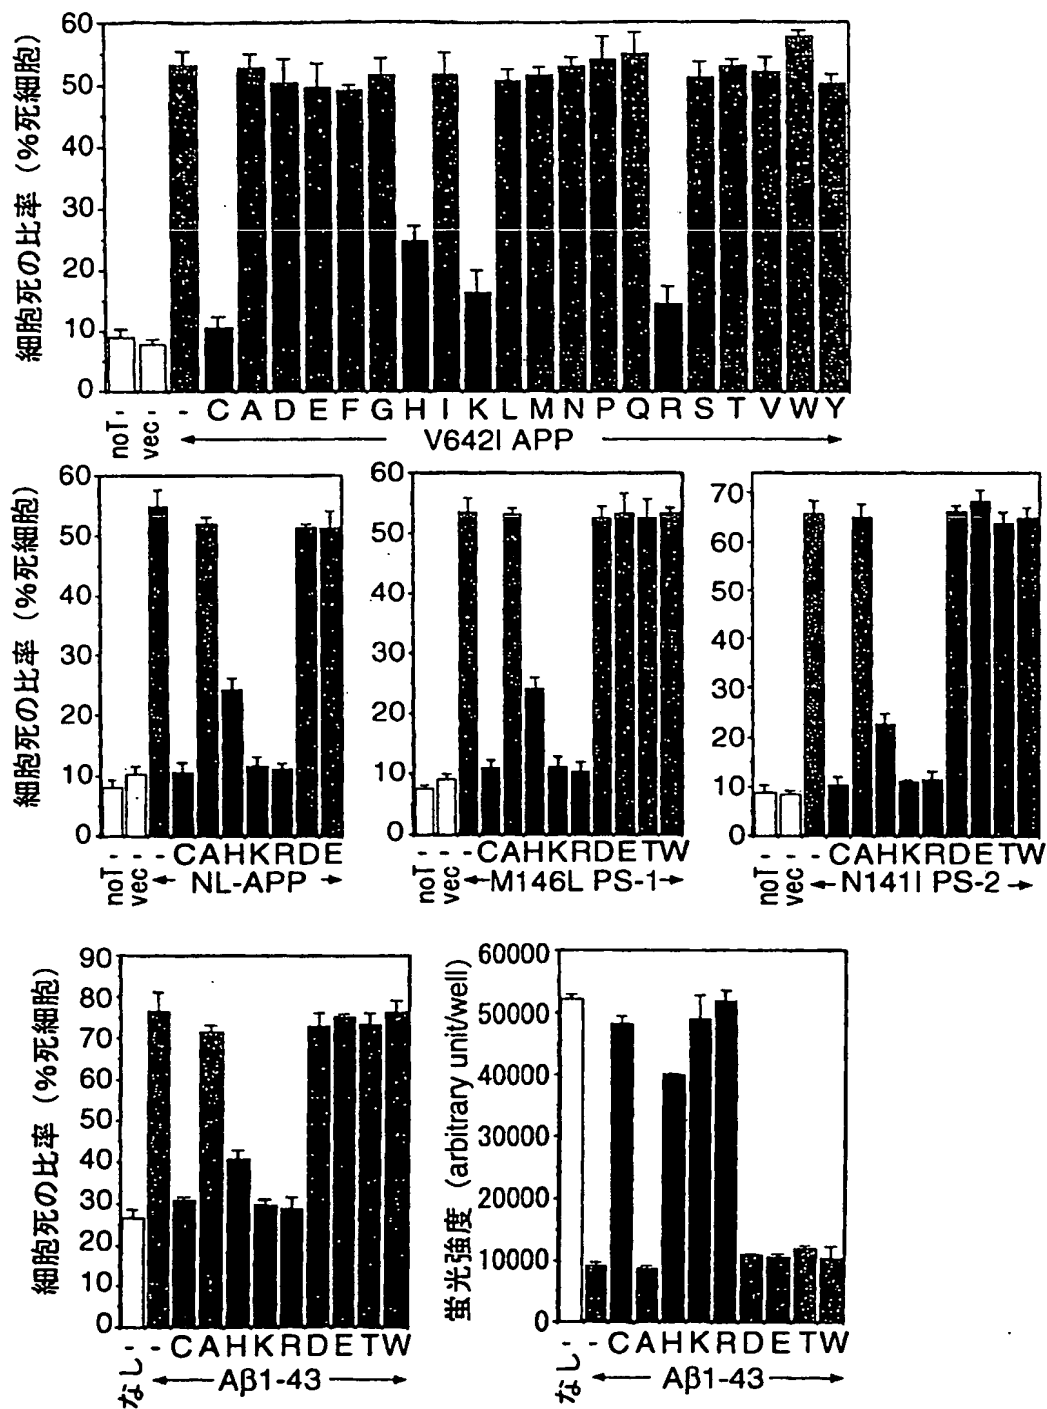 細胞死の比率 (%死細胞)
60
50
40
30
20
10
0
- - - C A D E F G H I K L M N P Q R S T V W Y
noT vec V642I APP
細胞死の比率 (%死細胞)
60
50
40
30
20
10
0
- - - C A H K R D E
noT vec NL-APP
60
50
40
30
20
10
0
- - - C A H K R D E T W
noT vec M146L PS-1
70
60
50
40
30
20
10
0
- - - C A H K R D E T W
noT vec N141I PS-2
細胞死の比率 (%死細胞)
90
80
70
60
50
40
30
20
10
0
- - C A H K R D E T W
なし Aβ1-43
蛍光強度 (arbitrary unit/well)
60000
50000
40000
30000
20000
10000
0
- - C A H K R D E T W
なし Aβ1-43